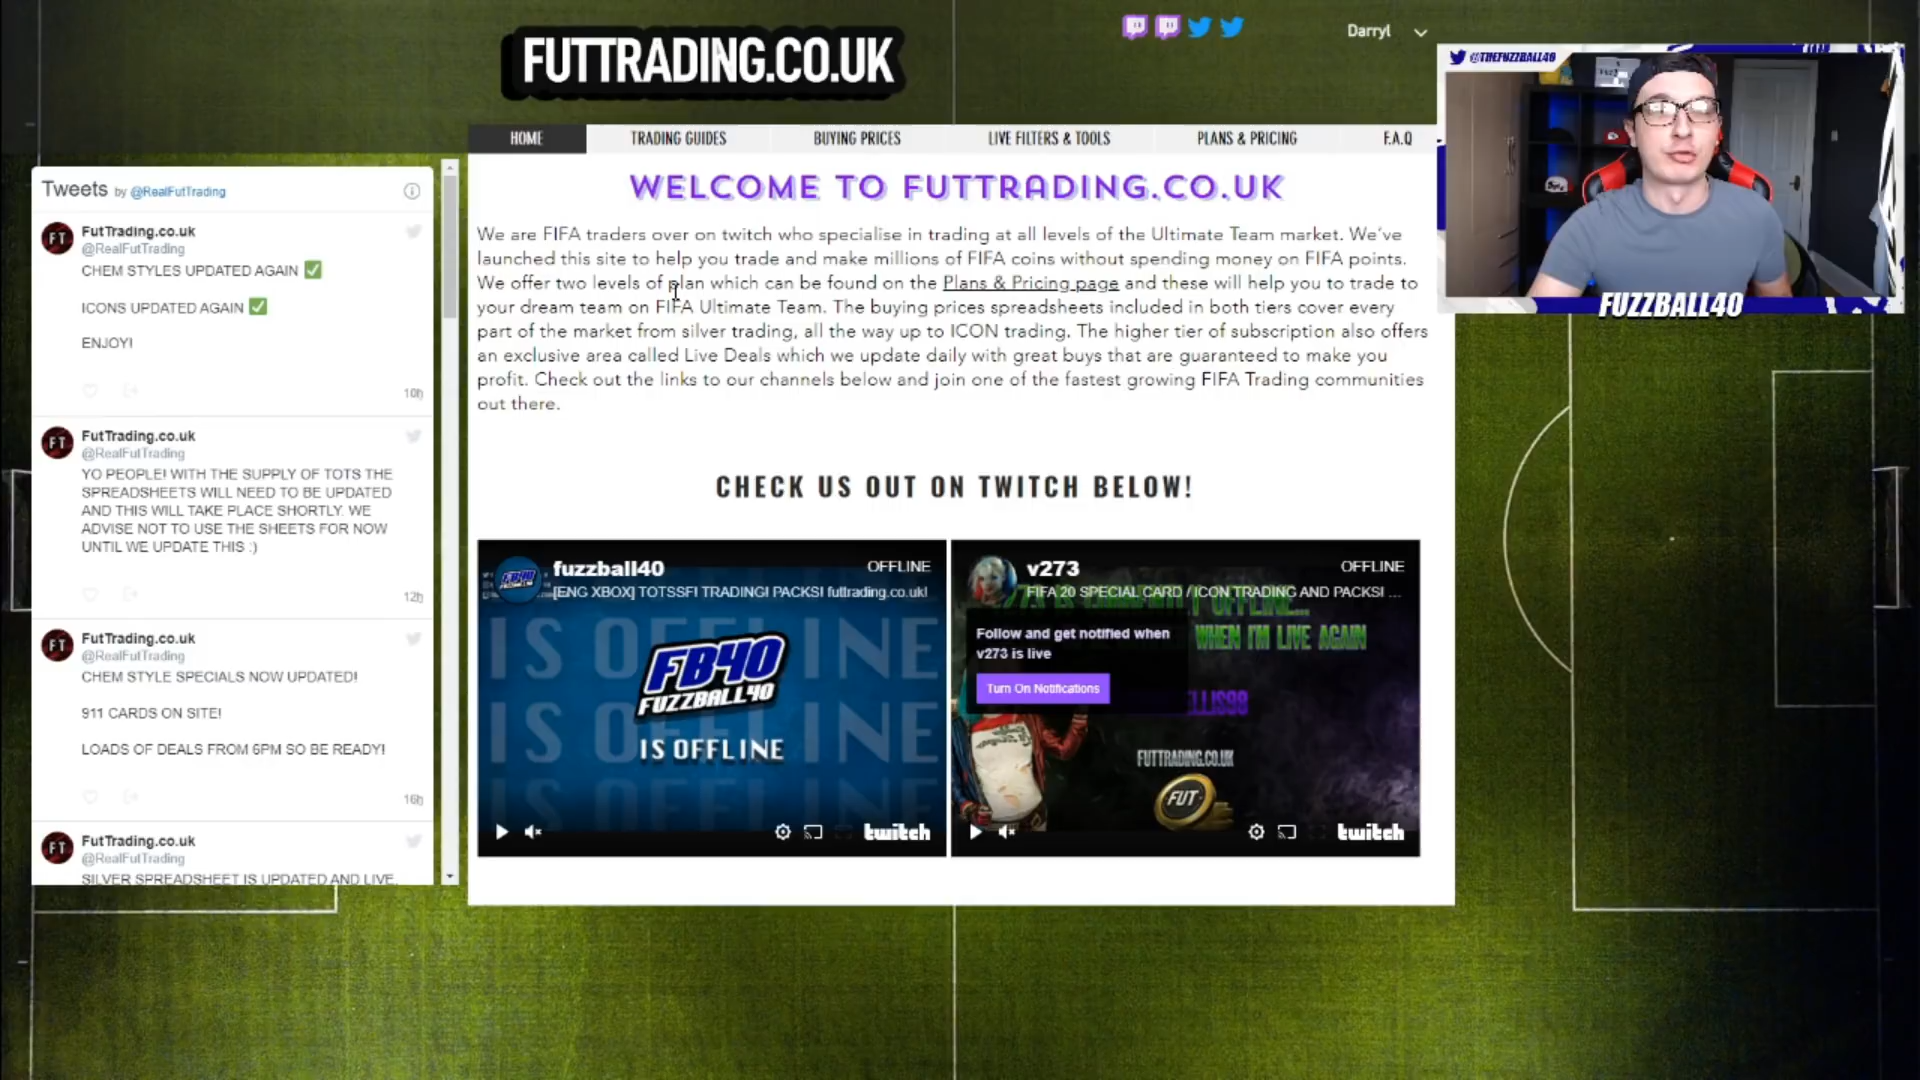 FUTTRADING.CO.UK
Darryl
@THEFUZZBALL40
HOME TRADING GUIDES BUYING PRICES LIVE FILTERS & TOOLS PLANS & PRICING F.A.Q
Tweets by @RealFutTrading
FutTrading.co.uk
@RealFutTrading
CHEM STYLES UPDATED AGAIN ✅
ICONS UPDATED AGAIN ✅
ENJOY!
10h
FutTrading.co.uk
@RealFutTrading
YO PEOPLE! WITH THE SUPPLY OF TOTS THE
SPREADSHEETS WILL NEED TO BE UPDATED
AND THIS WILL TAKE PLACE SHORTLY. WE
ADVISE NOT TO USE THE SHEETS FOR NOW
UNTIL WE UPDATE THIS :)
12h
FutTrading.co.uk
@RealFutTrading
CHEM STYLE SPECIALS NOW UPDATED!
911 CARDS ON SITE!
LOADS OF DEALS FROM 6PM SO BE READY!
16h
FutTrading.co.uk
@RealFutTrading
SILVER SPREADSHEET IS UPDATED AND LIVE.
FT
FT
FT
FT
WELCOME TO FUTTRADING.CO.UK
We are FIFA traders over on twitch who specialise in trading at all levels of the Ultimate Team market. We've
launched this site to help you trade and make millions of FIFA coins without spending money on FIFA points.
We offer two levels of plan which can be found on the Plans & Pricing page and these will help you to trade to
your dream team on FIFA Ultimate Team. The buying prices spreadsheets included in both tiers cover every
part of the market from silver trading, all the way up to ICON trading. The higher tier of subscription also offers
an exclusive area called Live Deals which we update daily with great buys that are guaranteed to make you
profit. Check out the links to our channels below and join one of the fastest growing FIFA Trading communities
out there.
FUZZBALL40
CHECK US OUT ON TWITCH BELOW!
fuzzball40 OFFLINE
[ENG XBOX] TOTSSF! TRADING! PACKS! futtrading.co.uk!
IS OFFLINE
FB40
FUZZBALL40
IS OFFLINE
twitch
v273 OFFLINE
FIFA 20 SPECIAL CARD / ICON TRADING AND PACKS! ...
Follow and get notified when
v273 is live
Turn On Notifications
WHEN I'M LIVE AGAIN
FUTTRADING.CO.UK
FUT
twitch